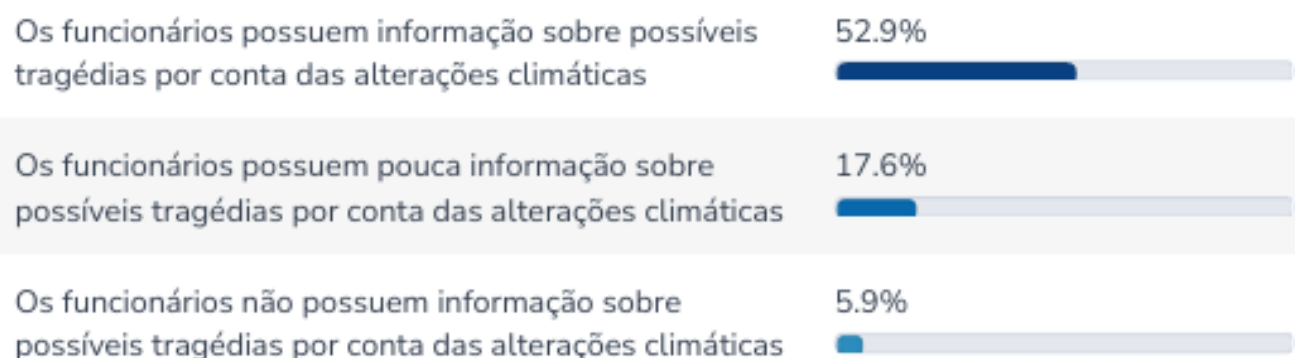 Os funcionários possuem informação sobre possíveis
tragédias por conta das alterações climáticas
52.9%
Os funcionários possuem pouca informação sobre
possíveis tragédias por conta das alterações climáticas
17.6%
Os funcionários não possuem informação sobre
possíveis tragédias por conta das alterações climáticas
5.9%